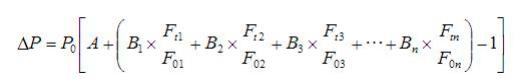 ΔP = P₀[A + (B₁ × Fₜ₁/F₀₁ + B₂ × Fₜ₂/F₀₂ + B₃ × Fₜ₃/F₀₃ + ⋯ + Bₙ × Fₜₙ/F₀ₙ) − 1]